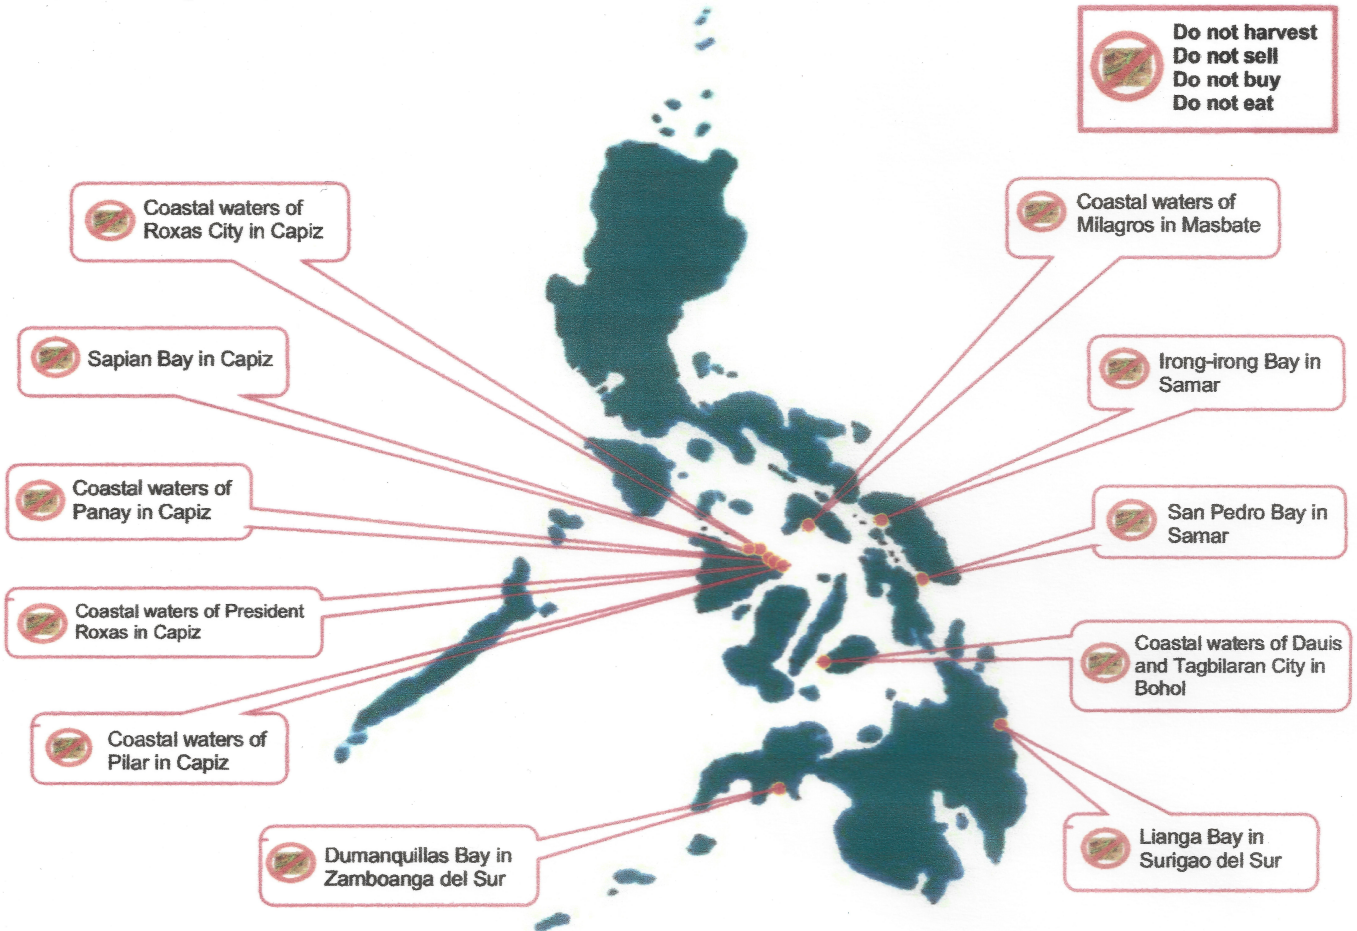 Do not harvest
Do not sell
Do not buy
Do not eat
Coastal waters of
Roxas City in Capiz
Coastal waters of
Milagros in Masbate
Sapian Bay in Capiz
Irong-irong Bay in
Samar
Coastal waters of
Panay in Capiz
San Pedro Bay in
Samar
Coastal waters of President
Roxas in Capiz
Coastal waters of Dauis
and Tagbilaran City in
Bohol
Coastal waters of
Pilar in Capiz
Dumanquillas Bay in
Zamboanga del Sur
Lianga Bay in
Surigao del Sur